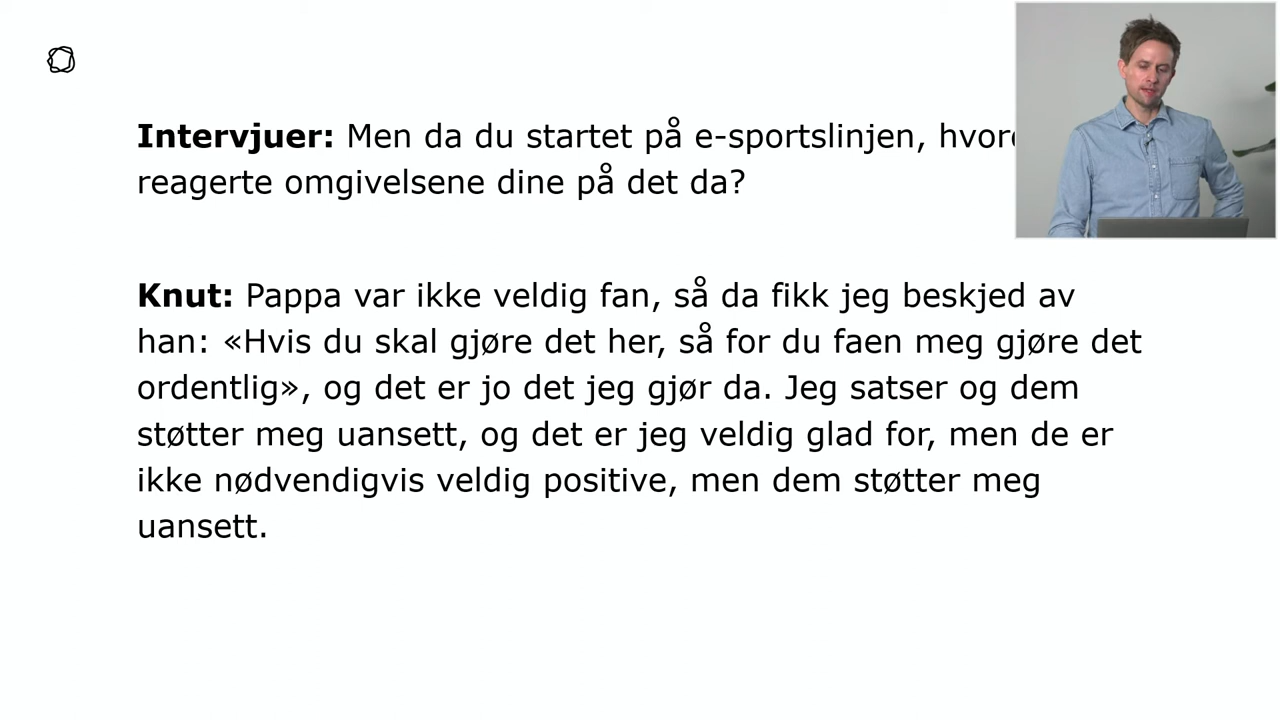 Intervjuer: Men da du startet på e-sportslinjen,
reagerte omgivelsene dine på det da?
Knut: Pappa var ikke veldig fan, så da fikk jeg beskjed av
han: «Hvis du skal gjøre det her, så for du faen meg gjøre det
ordentlig», og det er jo det jeg gjør da. Jeg satser og dem
støtter meg uansett, og det er jeg veldig glad for, men de er
ikke nødvendigvis veldig positive, men dem støtter meg
uansett.